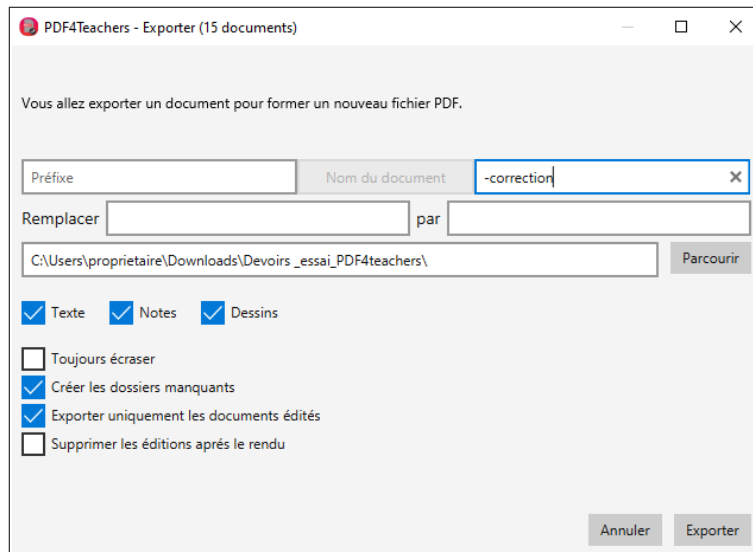 PDF4Teachers - Exporter (15 documents)
Vous allez exporter un document pour former un nouveau fichier PDF.
Préfixe Nom du document -correction
Remplacer par
C:\Users\proprietaire\Downloads\Devoirs _essai_PDF4teachers\ Parcourir
Texte Notes Dessins
Toujours écraser
Créer les dossiers manquants
Exporter uniquement les documents édités
Supprimer les éditions aprés le rendu
Annuler Exporter